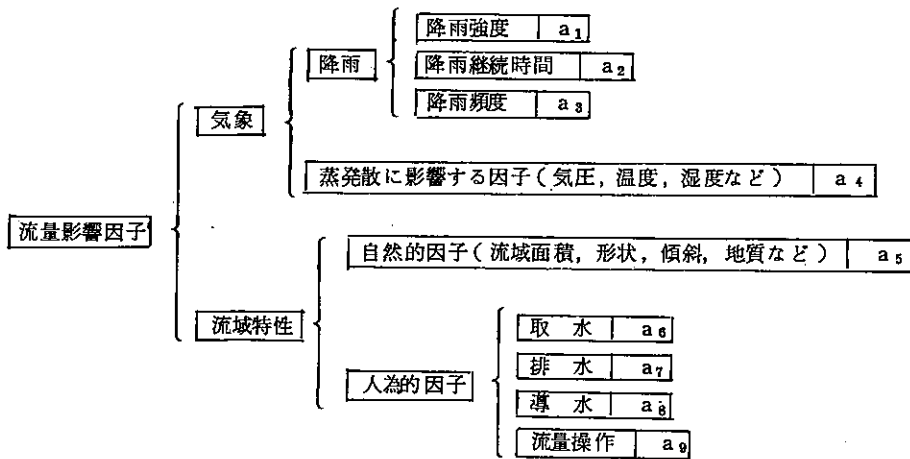 降雨強度 a₁
降雨 降雨継続時間 a₂
降雨頻度 a₃
気象
蒸発散に影響する因子(気圧,温度,湿度など) a₄
流量影響因子
自然的因子(流域面積,形状,傾斜,地質など) a₅
流域特性
取水 a₆
排水 a₇
人為的因子
導水 a₈
流量操作 a₉